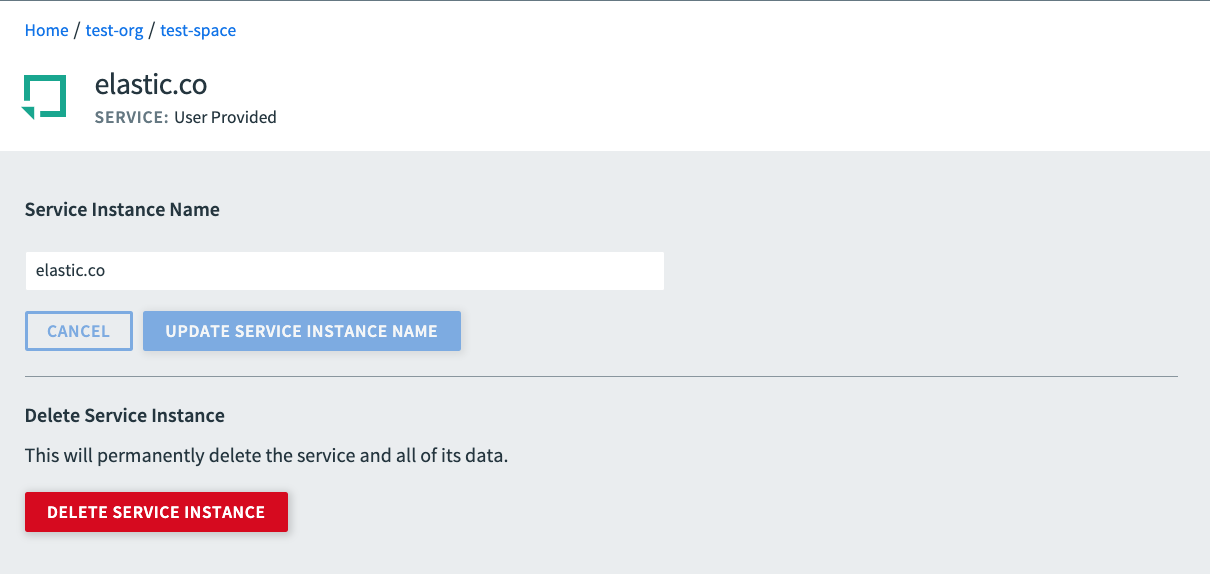 Home / test-org / test-space
elastic.co
SERVICE: User Provided
Service Instance Name
elastic.co
CANCEL UPDATE SERVICE INSTANCE NAME
Delete Service Instance
This will permanently delete the service and all of its data.
DELETE SERVICE INSTANCE